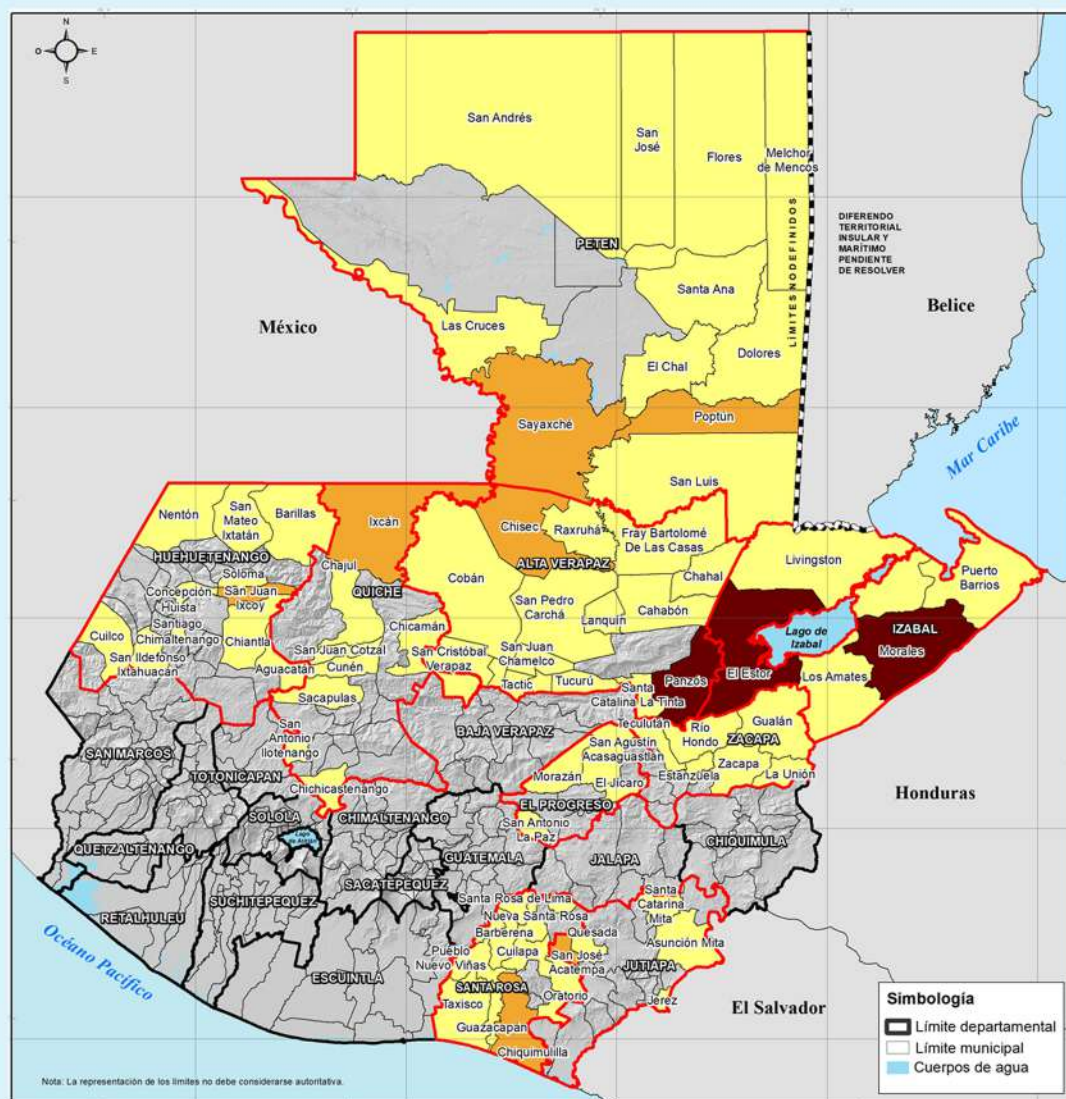 N
O
E
S
San Andrés
San
José
Flores
Melchor
de Mencos
PETEN
LÍMITES NO DEFINIDOS
DIFERENDO
TERRITORIAL
INSULAR Y
MARÍTIMO
PENDIENTE
DE RESOLVER
Santa Ana
Belice
México
Las Cruces
Dolores
El Chal
Sayaxché
Poptún
Mar Caribe
San Luis
Nentón
San
Mateo
Ixtatán
Barillas
Ixcán
Chisec
Raxruhá
Fray Bartolomé
De Las Casas
HUEHUETENANGO
Soloma
Chajul
QUICHE
Cobán
ALTA VERAPAZ
Chahal
Livingston
Puerto
Barrios
Concepción
Huista
San Juan
Ixcoy
San Pedro
Carchá
Cahabón
Lanquín
Santiago
Chimaltenango
Cuilco
Chiantla
Chicamán
San Ildefonso
Ixtahuacán
Aguacatán
San Juan Cotzal
Cunén
San Cristóbal
Verapaz
San Juan
Chamelco
Tactic
Tucurú
Lago de
Izabal
IZABAL
Morales
El Estor
Panzos
Los Amates
Sacapulas
Santa
Catalina La Tinta
Teculután
San
Antonio
Ilotenango
BAJA VERAPAZ
San Agustín
Acasaguastlán
Río
Hondo
Gualán
ZACAPA
Zacapa
SAN MARCOS
TOTONICAPAN
Chichicastenango
Morazán
El Jícaro
Estanzuela
La Unión
Honduras
EL PROGRESO
San Antonio
La Paz
SOLOLA
CHIMALTENANGO
Lago
de Atitlán
QUETZALTENANGO
GUATEMALA
JALAPA
CHIQUIMULA
SACATEPEQUEZ
SUCHITEPEQUEZ
RETALHULEU
Santa Rosa de Lima
Nueva Santa Rosa
Santa
Catarina
Mita
Barberena
Quesada
Asunción Mita
Océano Pacífico
ESCUINTLA
Pueblo
Nuevo Viñas
Cuilapa
San José
Acatempa
JUTIAPA
SANTA ROSA
Taxisco
Oratorio
Jerez
El Salvador
Guazacapán
Chiquimulilla
Simbología
Límite departamental
Límite municipal
Cuerpos de agua
Nota: La representación de los límites no debe considerarse autoritativa.